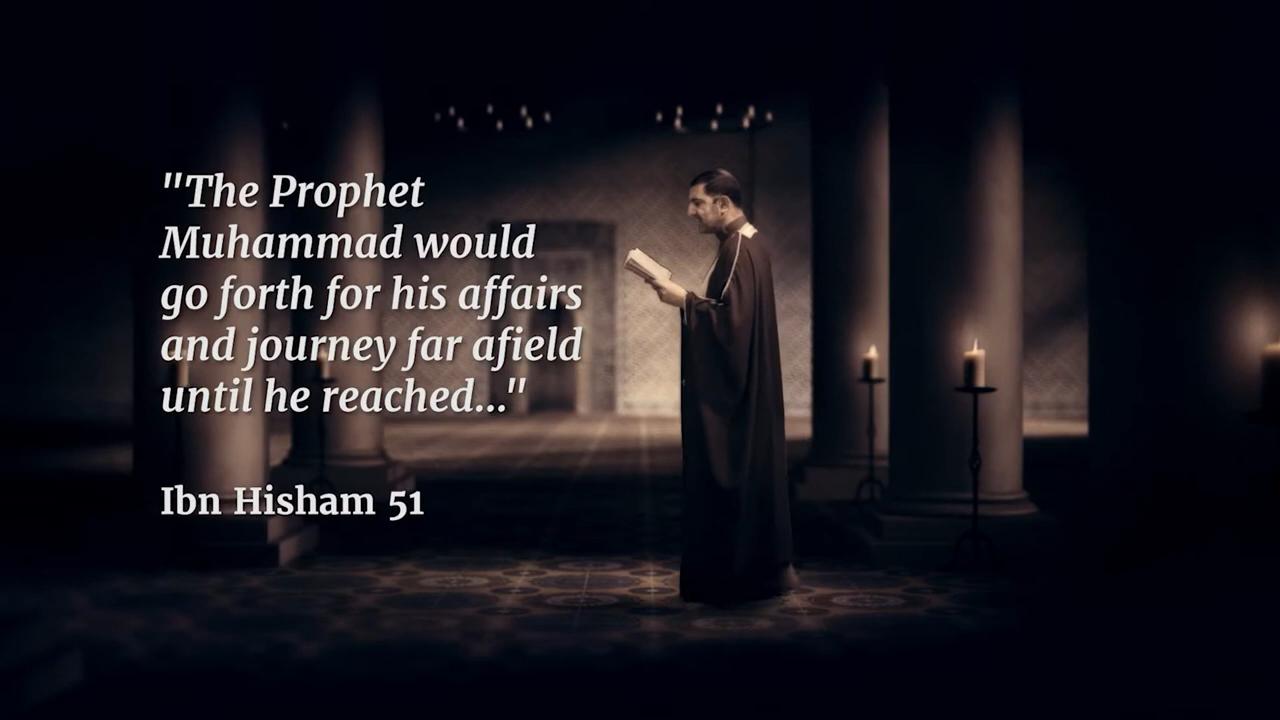 "The Prophet
Muhammad would
go forth for his affairs
and journey far afield
until he reached..."
Ibn Hisham 51